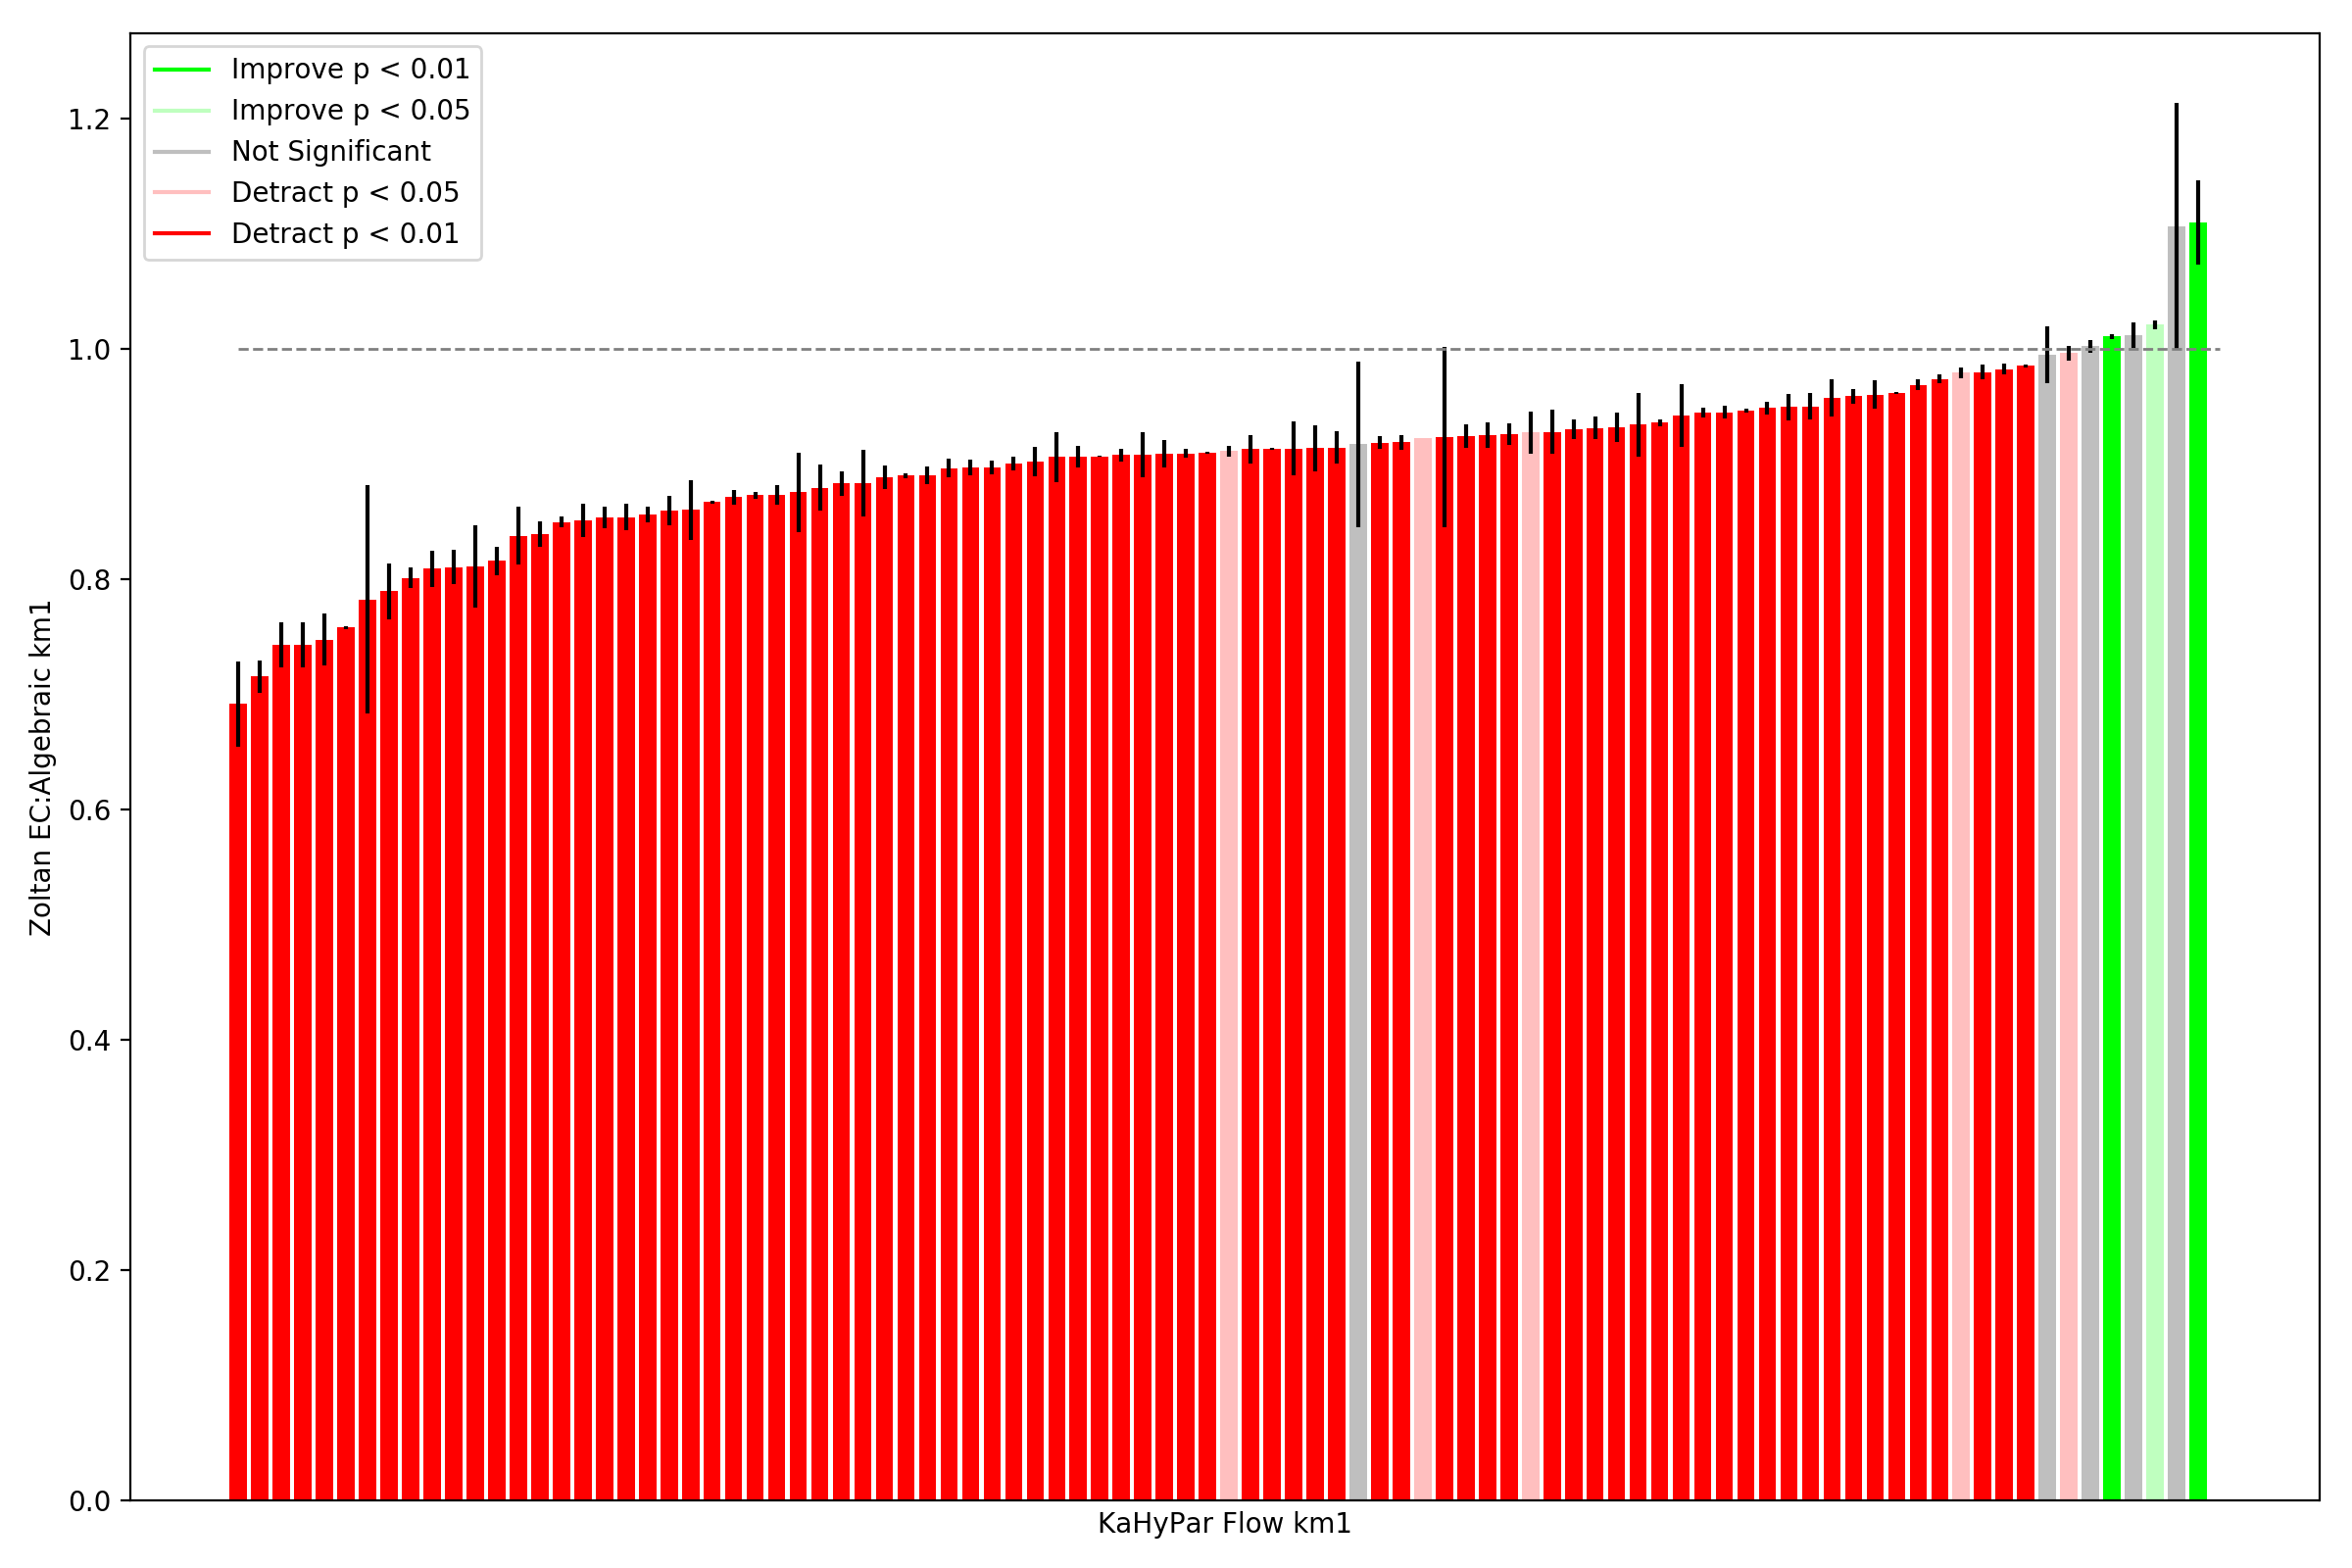 Improve p < 0.01
Improve p < 0.05
Not Significant
Detract p < 0.05
Detract p < 0.01
1.2
1.0
0.8
0.6
0.4
0.2
0.0
Zoltan EC:Algebraic km1
KaHyPar Flow km1